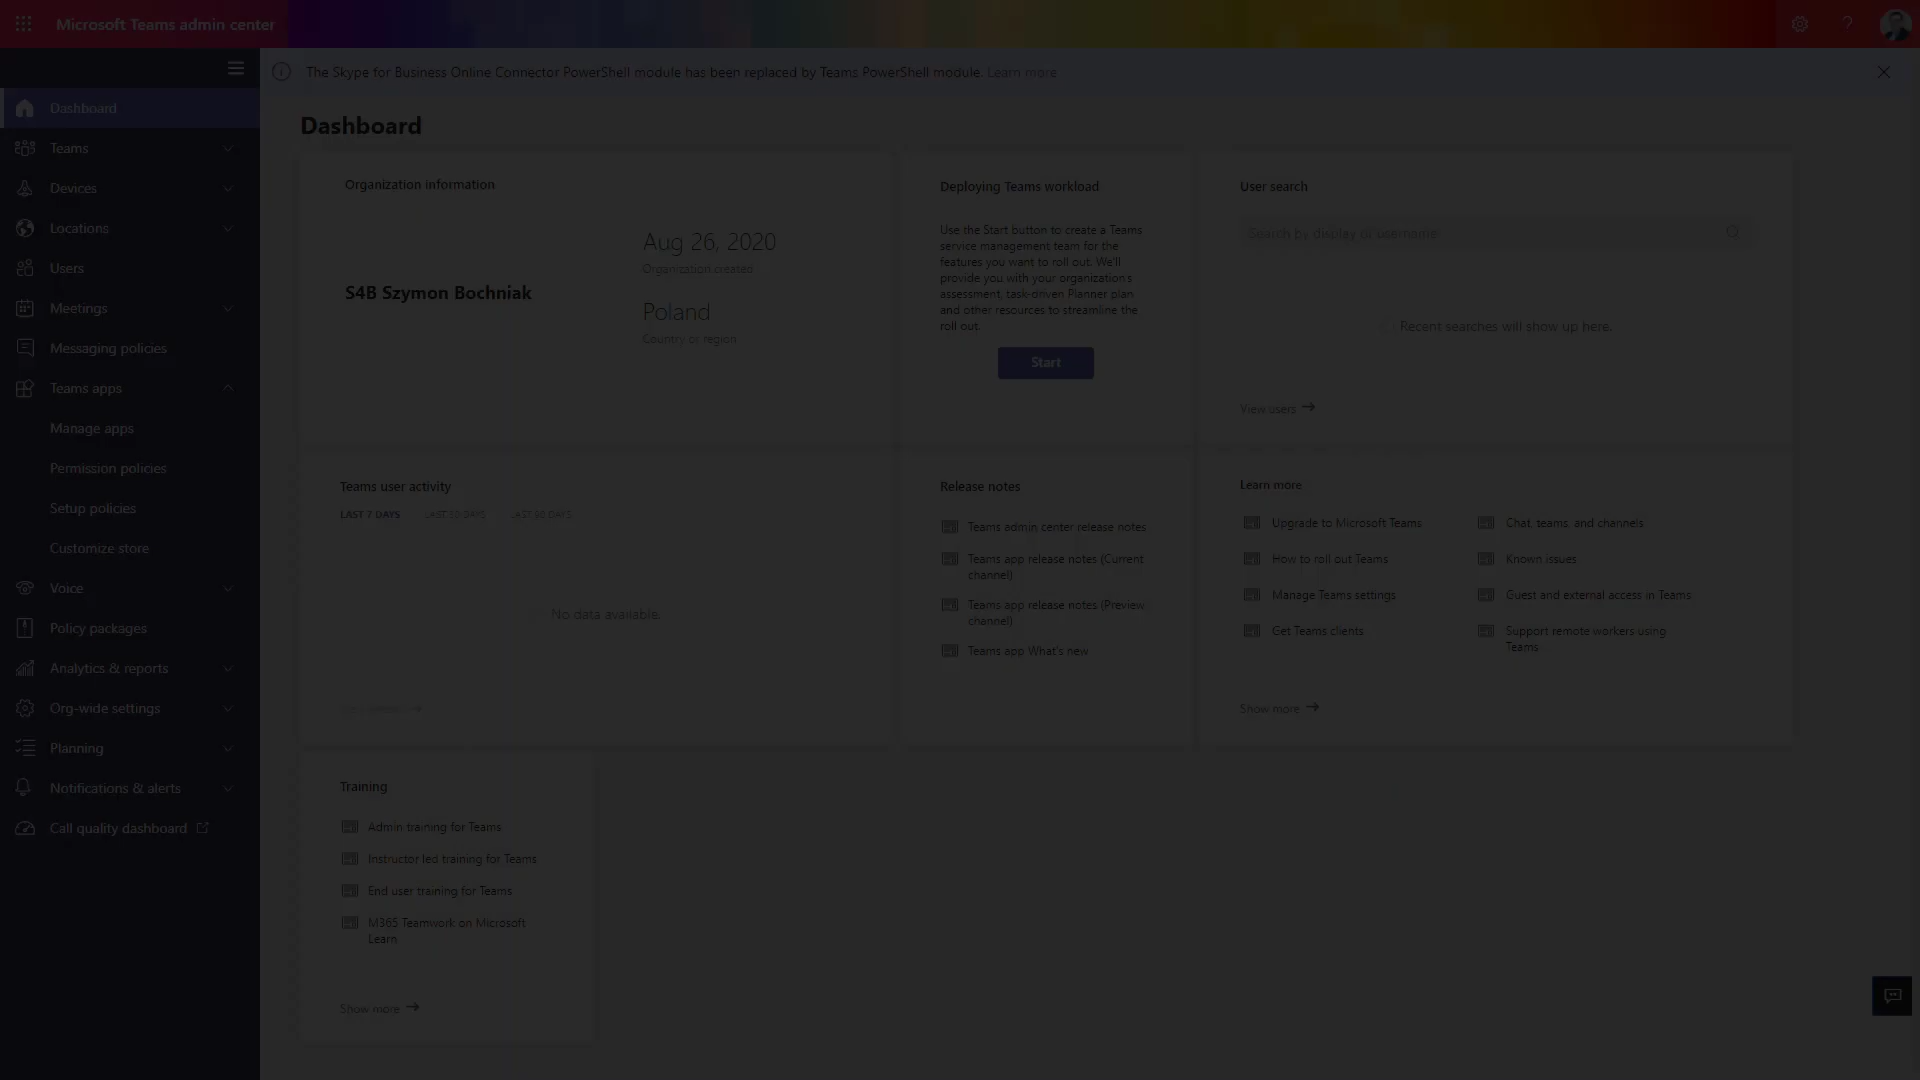 Microsoft Teams admin center
?
The Skype for Business Online Connector PowerShell module has been replaced by Teams PowerShell module. Learn more
Dashboard
Teams
Devices
Locations
Users
Meetings
Messaging policies
Teams apps
Manage apps
Permission policies
Setup policies
Customize store
Voice
Policy packages
Analytics & reports
Org-wide settings
Planning
Notifications & alerts
Call quality dashboard
Dashboard
Organization information
S4B Szymon Bochniak
Aug 26, 2020
Organization created
Poland
Country or region
Deploying Teams workload
Use the Start button to create a Teams
service management team for the
features you want to roll out. We'll
provide you with your organization's
assessment, task-driven Planner plan
and other resources to streamline the
roll out.
Start
User search
Search by display or username
Recent searches will show up here.
View users
Teams user activity
LAST 7 DAYS
LAST 30 DAYS
LAST 90 DAYS
No data available.
Release notes
Teams admin center release notes
Teams app release notes (Current
channel)
Teams app release notes (Preview
channel)
Teams app What's new
Learn more
Upgrade to Microsoft Teams
How to roll out Teams
Manage Teams settings
Get Teams clients
Chat, teams, and channels
Known issues
Guest and external access in Teams
Support remote workers using
Teams
Show more
Training
Admin training for Teams
Instructor led training for Teams
End user training for Teams
M365 Teamwork on Microsoft
Learn
Show more